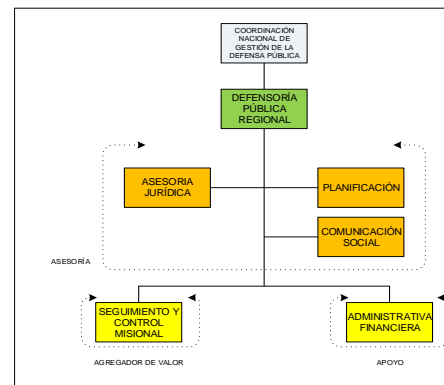 COORDINACIÓN
NACIONAL DE
GESTIÓN DE LA
DEFENSA PÚBLICA
DEFENSORÍA
PÚBLICA
REGIONAL
ASESORIA
JURÍDICA
PLANIFICACIÓN
COMUNICACIÓN
SOCIAL
ASESORÍA
SEGUIMIENTO Y
CONTROL
MISIONAL
ADMINISTRATIVA
FINANCIERA
AGREGADOR DE VALOR
APOYO